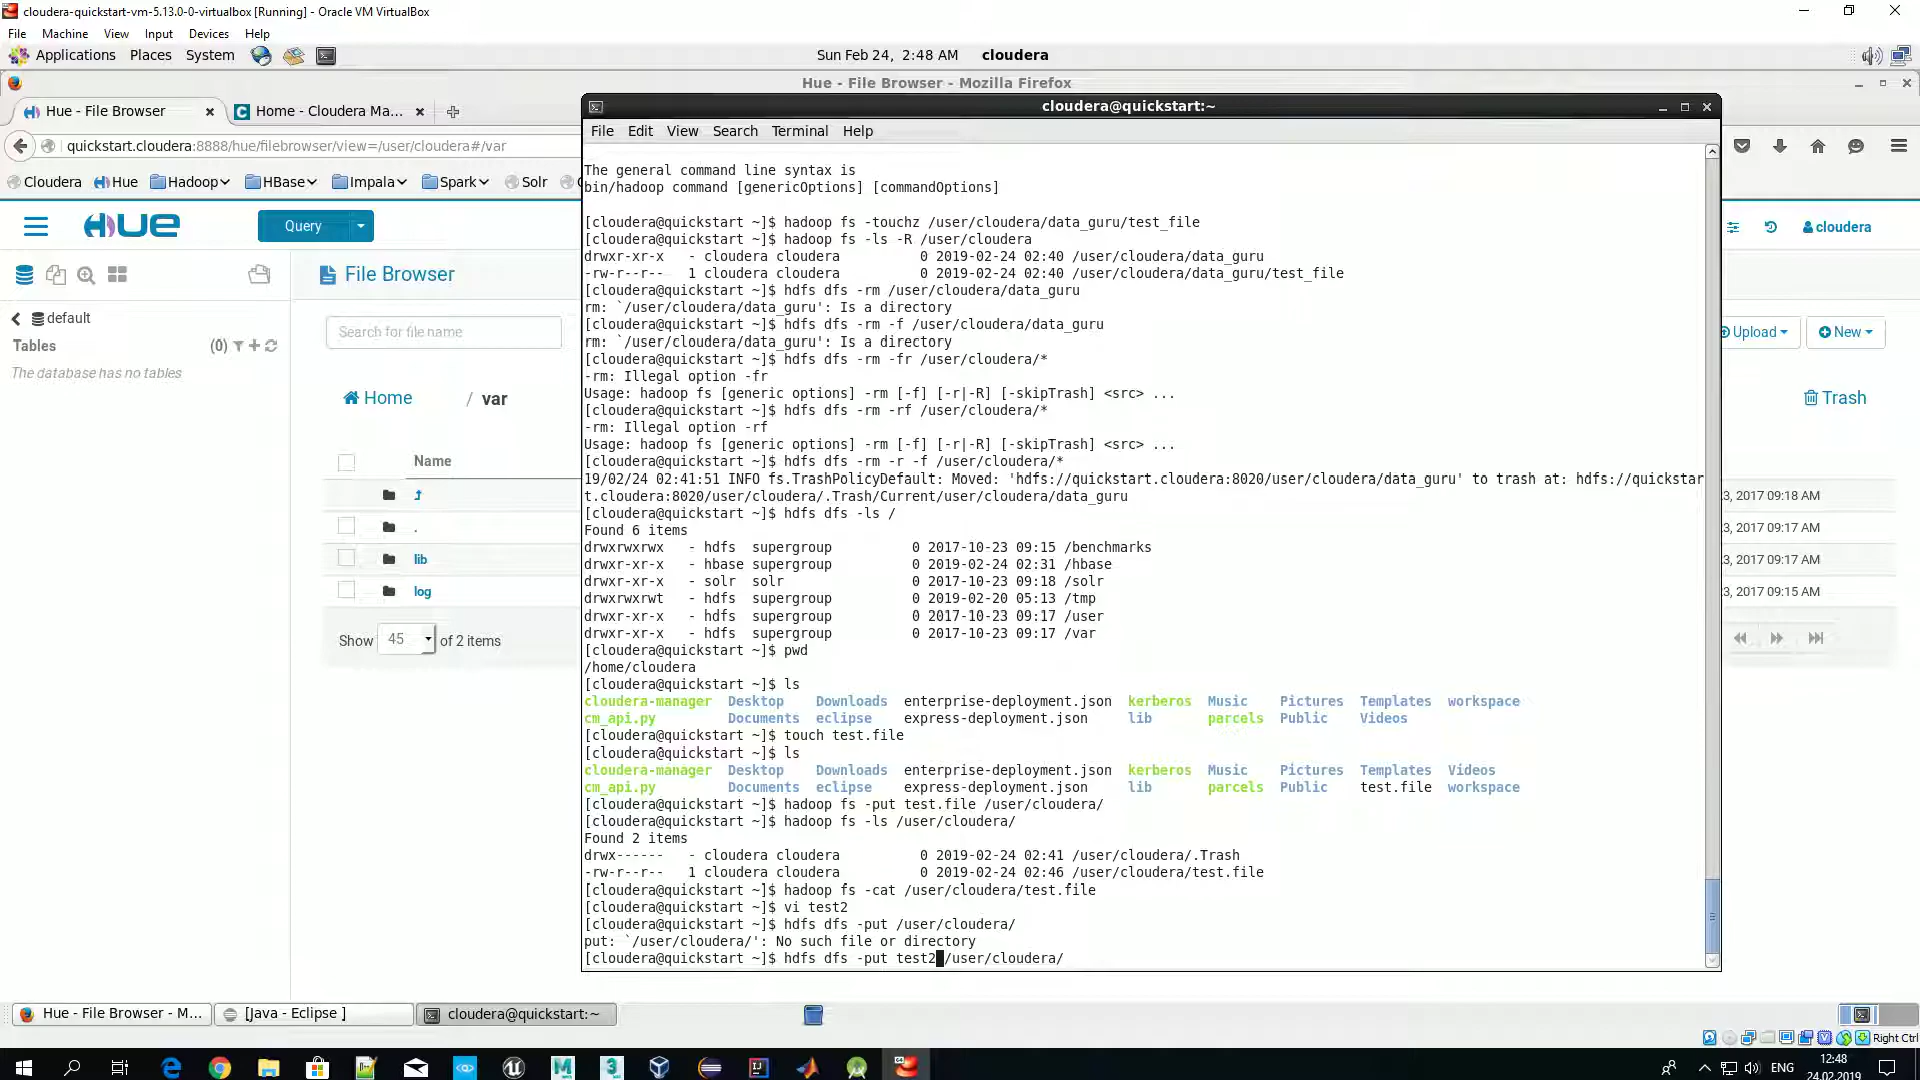 cloudera-quickstart-vm-5.13.0-0-virtualbox [Running] - Oracle VM VirtualBox
File Machine View Input Devices Help
Applications Places System Sun Feb 24, 2:48 AM cloudera
Hue - File Browser - Mozilla Firefox
Hue - File Browser Home - Cloudera Ma...
cloudera@quickstart:~
File Edit View Search Terminal Help
quickstart.cloudera:8888/hue/filebrowser/view=/user/cloudera#/var
Cloudera Hue Hadoop HBase Impala Spark Solr
HUE Query cloudera
File Browser
default
Tables (0)
The database has no tables
Search for file name
Upload New
Home / var
Trash
Name
.
lib
log
Show 45 of 2 items
3, 2017 09:18 AM
3, 2017 09:17 AM
3, 2017 09:17 AM
3, 2017 09:15 AM
The general command line syntax is
bin/hadoop command [genericOptions] [commandOptions]
[cloudera@quickstart ~]$ hadoop fs -touchz /user/cloudera/data_guru/test_file
[cloudera@quickstart ~]$ hadoop fs -ls -R /user/cloudera
drwxr-xr-x - cloudera cloudera 0 2019-02-24 02:40 /user/cloudera/data_guru
-rw-r--r-- 1 cloudera cloudera 0 2019-02-24 02:40 /user/cloudera/data_guru/test_file
[cloudera@quickstart ~]$ hdfs dfs -rm /user/cloudera/data_guru
rm: `/user/cloudera/data_guru': Is a directory
[cloudera@quickstart ~]$ hdfs dfs -rm -f /user/cloudera/data_guru
rm: `/user/cloudera/data_guru': Is a directory
[cloudera@quickstart ~]$ hdfs dfs -rm -fr /user/cloudera/*
-rm: Illegal option -fr
Usage: hadoop fs [generic options] -rm [-f] [-r|-R] [-skipTrash] <src> ...
[cloudera@quickstart ~]$ hdfs dfs -rm -rf /user/cloudera/*
-rm: Illegal option -rf
Usage: hadoop fs [generic options] -rm [-f] [-r|-R] [-skipTrash] <src> ...
[cloudera@quickstart ~]$ hdfs dfs -rm -r -f /user/cloudera/*
19/02/24 02:41:51 INFO fs.TrashPolicyDefault: Moved: 'hdfs://quickstart.cloudera:8020/user/cloudera/data_guru' to trash at: hdfs://quickstar
t.cloudera:8020/user/cloudera/.Trash/Current/user/cloudera/data_guru
[cloudera@quickstart ~]$ hdfs dfs -ls /
Found 6 items
drwxrwxrwx - hdfs supergroup 0 2017-10-23 09:15 /benchmarks
drwxr-xr-x - hbase supergroup 0 2019-02-24 02:31 /hbase
drwxr-xr-x - solr solr 0 2017-10-23 09:18 /solr
drwxrwxrwt - hdfs supergroup 0 2019-02-20 05:13 /tmp
drwxr-xr-x - hdfs supergroup 0 2017-10-23 09:17 /user
drwxr-xr-x - hdfs supergroup 0 2017-10-23 09:17 /var
[cloudera@quickstart ~]$ pwd
/home/cloudera
[cloudera@quickstart ~]$ ls
cloudera-manager Desktop Downloads enterprise-deployment.json kerberos Music Pictures Templates workspace
cm_api.py Documents eclipse express-deployment.json lib parcels Public Videos
[cloudera@quickstart ~]$ touch test.file
[cloudera@quickstart ~]$ ls
cloudera-manager Desktop Downloads enterprise-deployment.json kerberos Music Pictures Templates Videos
cm_api.py Documents eclipse express-deployment.json lib parcels Public test.file workspace
[cloudera@quickstart ~]$ hadoop fs -put test.file /user/cloudera/
[cloudera@quickstart ~]$ hadoop fs -ls /user/cloudera/
Found 2 items
drwx------ - cloudera cloudera 0 2019-02-24 02:41 /user/cloudera/.Trash
-rw-r--r-- 1 cloudera cloudera 0 2019-02-24 02:46 /user/cloudera/test.file
[cloudera@quickstart ~]$ hadoop fs -cat /user/cloudera/test.file
[cloudera@quickstart ~]$ vi test2
[cloudera@quickstart ~]$ hdfs dfs -put /user/cloudera/
put: `/user/cloudera/': No such file or directory
[cloudera@quickstart ~]$ hdfs dfs -put test2 /user/cloudera/
Hue - File Browser - M... [Java - Eclipse ] cloudera@quickstart:~
Right Ctrl
ENG
12:48
24.02.2019